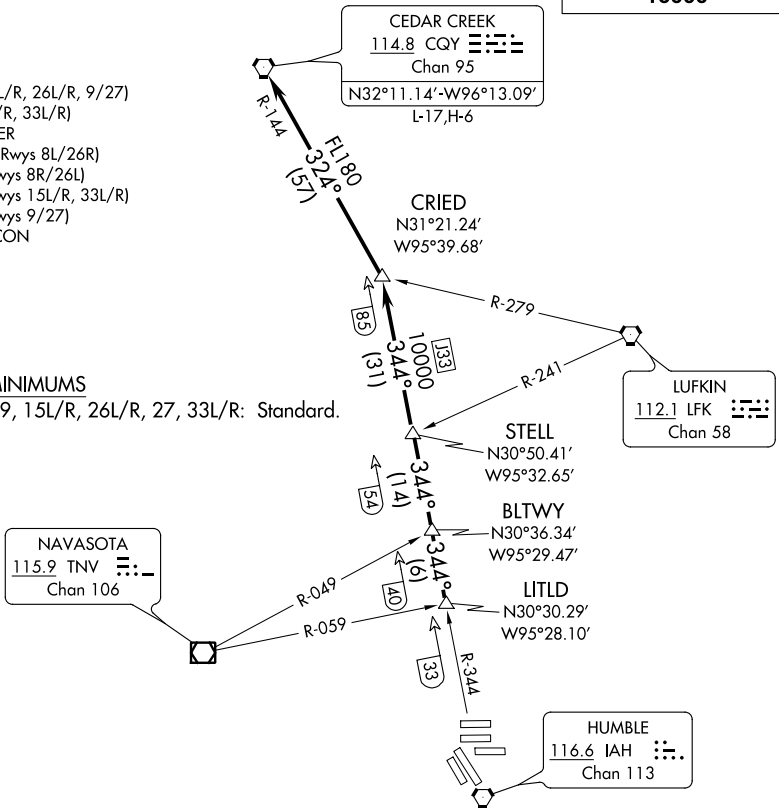 CEDAR CREEK
114.8 CQY
Chan 95
N32°11.14’-W96°13.09’
L-17,H-6
L/R, 26L/R, 9/27)
/R, 33L/R)
ER
Rwys 8L/26R)
wys 8R/26L)
wys 15L/R, 33L/R)
wys 9/27)
CON
R-144
FL180
324°
(57)
CRIED
N31°21.24’
W95°39.68’
85
R-279
10000
J33
344°
(31)
R-241
LUFKIN
112.1 LFK
Chan 58
MINIMUMS
9, 15L/R, 26L/R, 27, 33L/R: Standard.
STELL
N30°50.41’
W95°32.65’
344°
(14)
54
BLTWY
N30°36.34’
W95°29.47’
NAVASOTA
115.9 TNV
Chan 106
R-049
344°
(6)
40
LITLD
N30°30.29’
W95°28.10’
R-059
33
R-344
HUMBLE
116.6 IAH
Chan 113